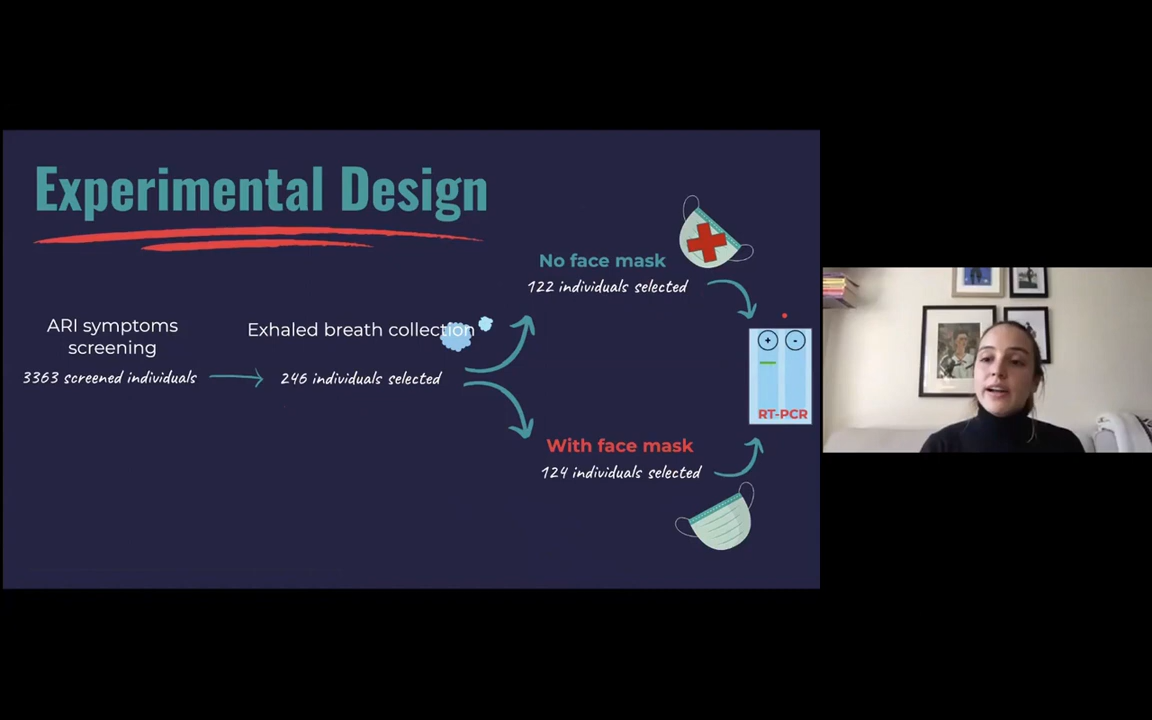 Experimental Design
No face mask
122 individuals selected
ARI symptoms
screening
3363 screened individuals
Exhaled breath collection
246 individuals selected
+ -
RT-PCR
With face mask
124 individuals selected